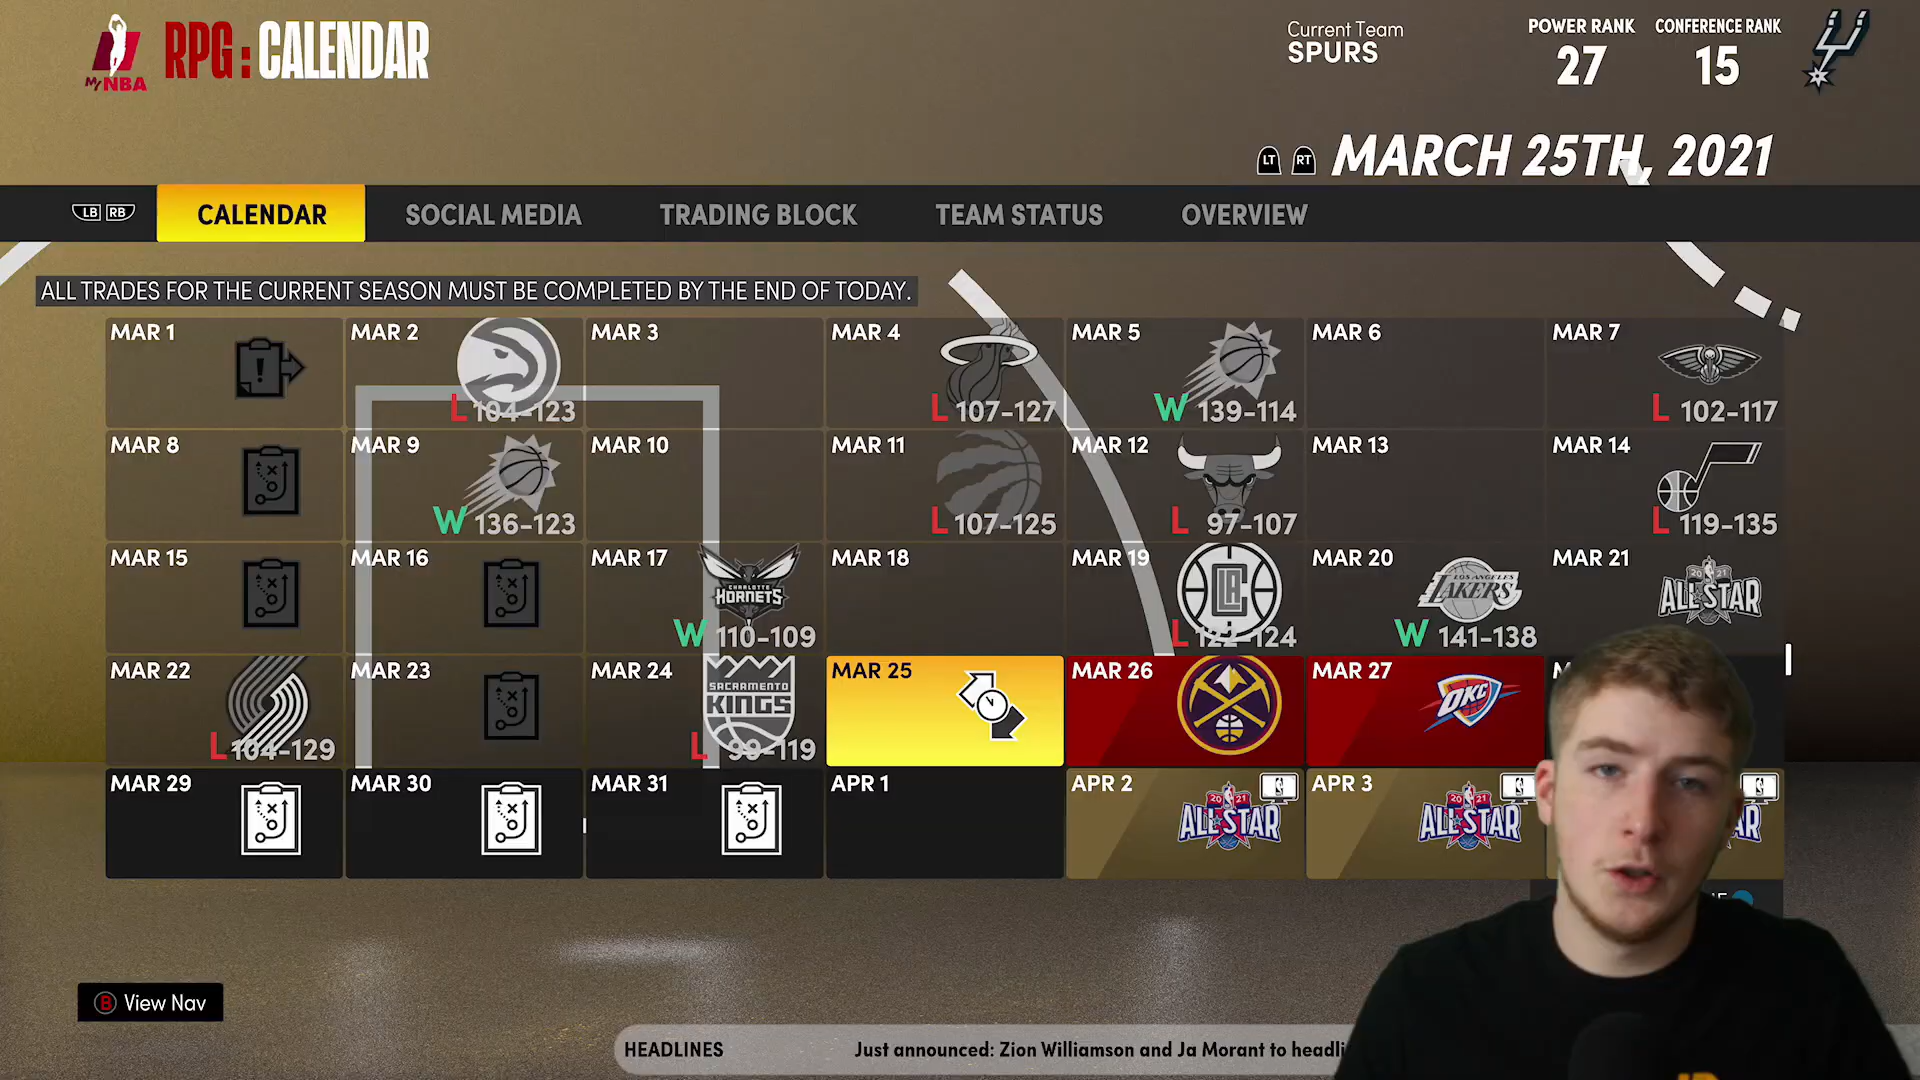 MyNBA
RPG: CALENDAR
Current Team
SPURS
POWER RANK
27
CONFERENCE RANK
15
LT RT MARCH 25TH, 2021
LB RB CALENDAR SOCIAL MEDIA TRADING BLOCK TEAM STATUS OVERVIEW
ALL TRADES FOR THE CURRENT SEASON MUST BE COMPLETED BY THE END OF TODAY.
MAR 1 MAR 2 MAR 3 MAR 4 MAR 5 MAR 6 MAR 7
L 104-123 L 107-127 W 139-114 L 102-117
MAR 8 MAR 9 MAR 10 MAR 11 MAR 12 MAR 13 MAR 14
W 136-123 L 107-125 L 97-107 L 119-135
MAR 15 MAR 16 MAR 17 MAR 18 MAR 19 MAR 20 MAR 21
CHARLOTTE
HORNETS
LA
LOS ANGELES
LAKERS
2021
ALL STAR
W 110-109 L 122-124 W 141-138
MAR 22 MAR 23 MAR 24 MAR 25 MAR 26 MAR 27
SACRAMENTO
KINGS
OKC
L 104-129 L 99-119
MAR 29 MAR 30 MAR 31 APR 1 APR 2 APR 3
2021
ALL STAR
2021
ALL STAR
B View Nav
HEADLINES Just announced: Zion Williamson and Ja Morant to headli